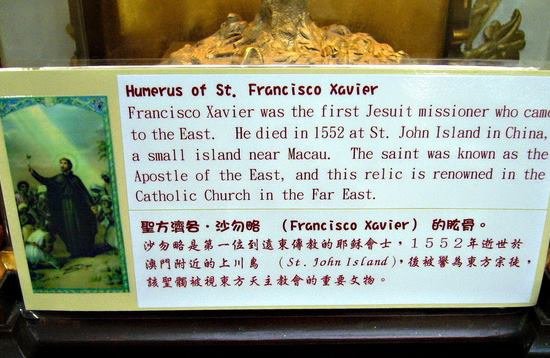 Humerus of St. Francisco Xavier
Francisco Xavier was the first Jesuit missioner who came
to the East. He died in 1552 at St. John Island in China,
a small island near Macau. The saint was known as the
Apostle of the East, and this relic is renowned in the
Catholic Church in the Far East.
聖方濟各·沙勿略 （Francisco Xavier） 的肱骨。
沙勿略是第一位到遠東傳教的耶穌會士，1552年逝世於
澳門附近的上川島 （St. John Island），後被譽為東方宗徒，
該聖髑被視東方天主教會的重要文物。